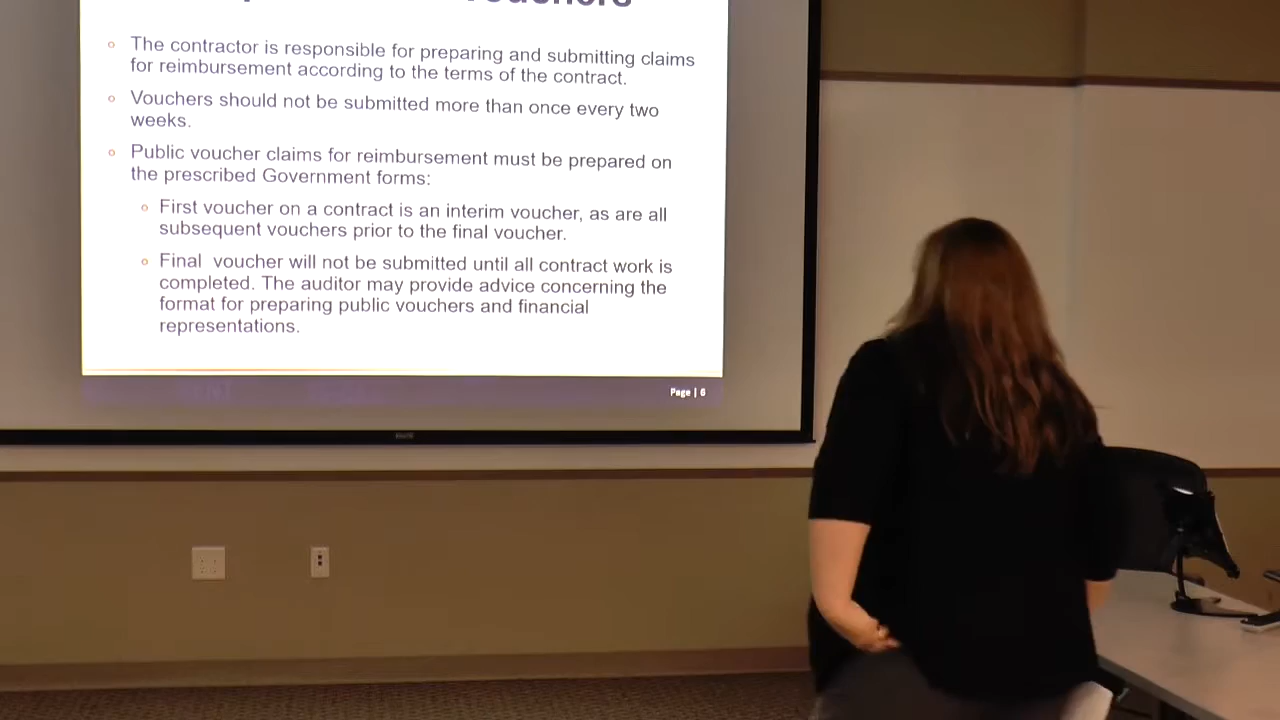 Vouchers
The contractor is responsible for preparing and submitting claims
for reimbursement according to the terms of the contract.
Vouchers should not be submitted more than once every two
weeks.
Public voucher claims for reimbursement must be prepared on
the prescribed Government forms:
First voucher on a contract is an interim voucher, as are all
subsequent vouchers prior to the final voucher.
Final voucher will not be submitted until all contract work is
completed. The auditor may provide advice concerning the
format for preparing public vouchers and financial
representations.
Page | 6